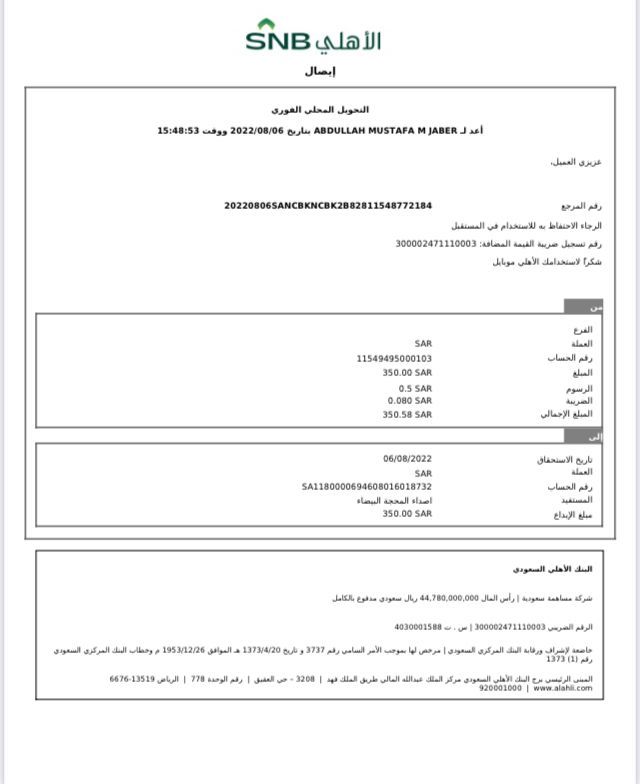 SNB الأهلي
إيصال
التحويل المحلي الفوري
أعد لـ ABDULLAH MUSTAFA M JABER بتاريخ 2022/08/06 ووقت 15:48:53
عزيزي العميل،
رقم المرجع 20220806SANCBKNCBK2B82811548772184
الرجاء الاحتفاظ به للاستخدام في المستقبل
رقم تسجيل ضريبة القيمة المضافة: 300002471110003
شكراً لاستخدامك الأهلي موبايل
من
الفرع
العملة SAR
رقم الحساب 11549495000103
المبلغ 350.00 SAR
الرسوم 0.5 SAR
الضريبة 0.080 SAR
المبلغ الإجمالي 350.58 SAR
إلى
تاريخ الاستحقاق 06/08/2022
العملة SAR
رقم الحساب SA1180000694608016018732
المستفيد اصداء المحجة البيضاء
مبلغ الإيداع 350.00 SAR
البنك الأهلي السعودي
شركة مساهمة سعودية | رأس المال 44,780,000,000 ريال سعودي مدفوع بالكامل
الرقم الضريبي 300002471110003 | س . ت 4030001588
خاضعة لإشراف ورقابة البنك المركزي السعودي | مرخص لها بموجب الأمر السامي رقم 3737 و تاريخ 1373/4/20 هـ الموافق 1953/12/26 م وخطاب البنك المركزي السعودي
رقم (1) 1373
المبنى الرئيسي برج البنك الأهلي السعودي مركز الملك عبدالله المالي طريق الملك فهد | 3208 - حي العقيق | رقم الوحدة 778 | الرياض 13519-6676
920001000 | www.alahli.com